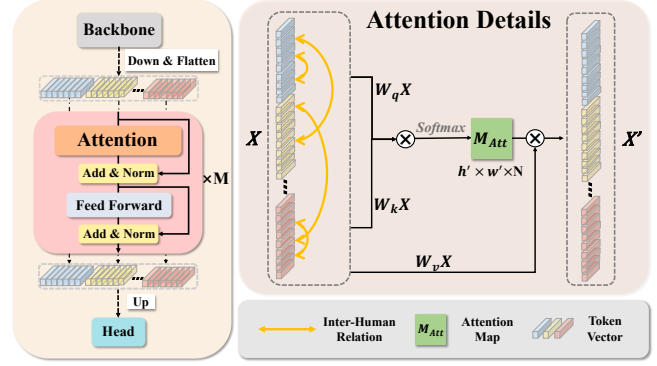 Backbone
Down & Flatten
...
Attention
Add & Norm
×M
Feed Forward
Add & Norm
...
Up
Head
Attention Details
X
...
W_qX
Softmax
M_Att
h′ × w′×N
W_kX
W_vX
X'
...
Inter-Human
Relation
M_Att
Attention
Map
Token
Vector